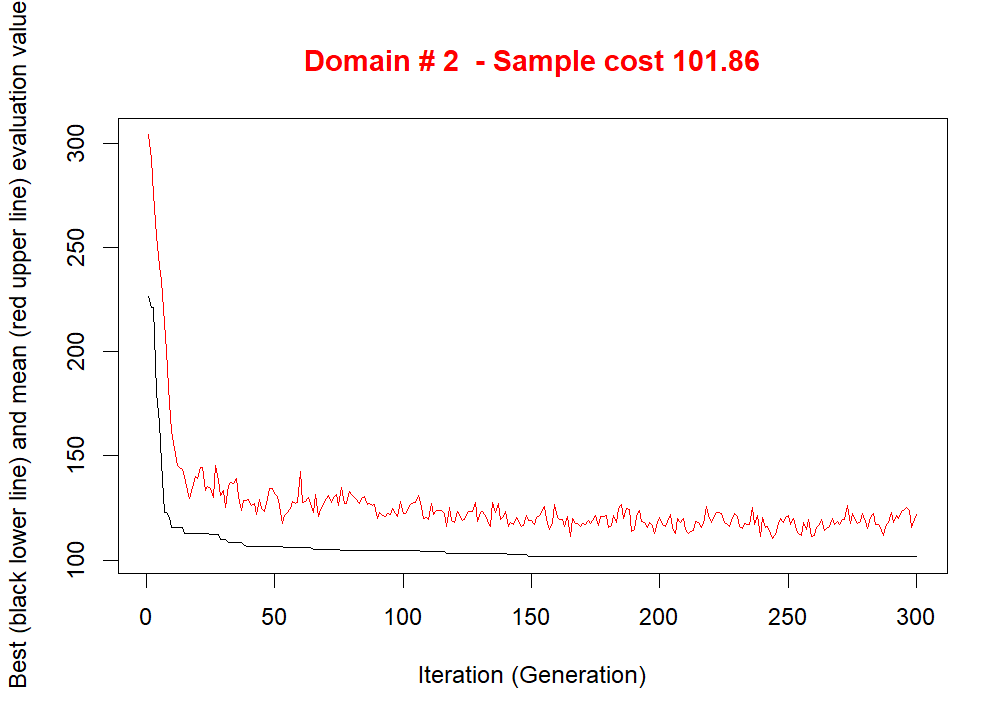 Domain # 2  - Sample cost 101.86
Best (black lower line) and mean (red upper line) evaluation value
300
250
200
150
100
0 50 100 150 200 250 300
Iteration (Generation)